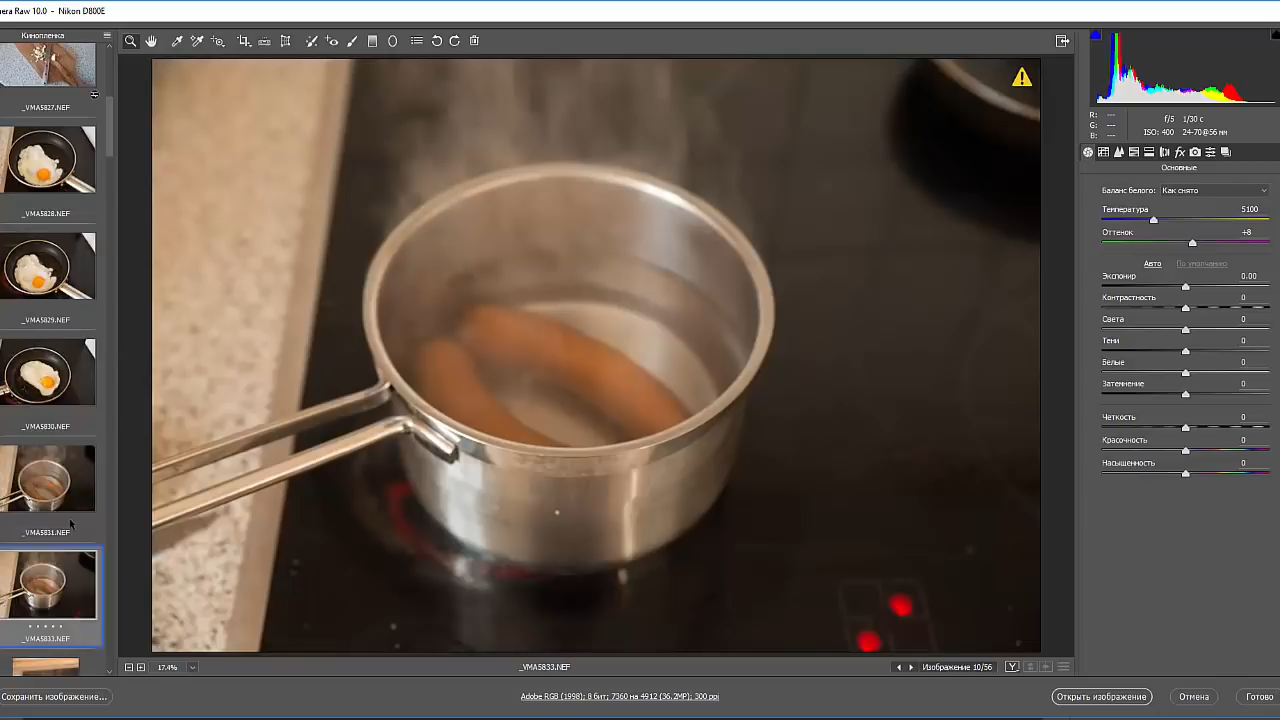 nera Raw 10.0 - Nikon D800E
Кинопленка
_VMA5827.NEF
_VMA5828.NEF
_VMA5829.NEF
_VMA5830.NEF
_VMA5831.NEF
_VMA5833.NEF
Сохранить изображение...
17.4%
_VMA5833.NEF
Изображение 10/56
Y
Adobe RGB (1998); 8 бит; 7360 на 4912 (36,2MP); 300 ppi
Открыть изображение
Отмена
Готово
R: ---
G: ---
B: ---
f/5 1/30 с
ISO: 400 24-70@56 мм
fx
Основные
Баланс белого: Как снято
Температура 5100
Оттенок +8
Авто По умолчанию
Экспонир 0.00
Контрастность 0
Света 0
Тени 0
Белые 0
Затемнение 0
Четкость 0
Красочность 0
Насыщенность 0